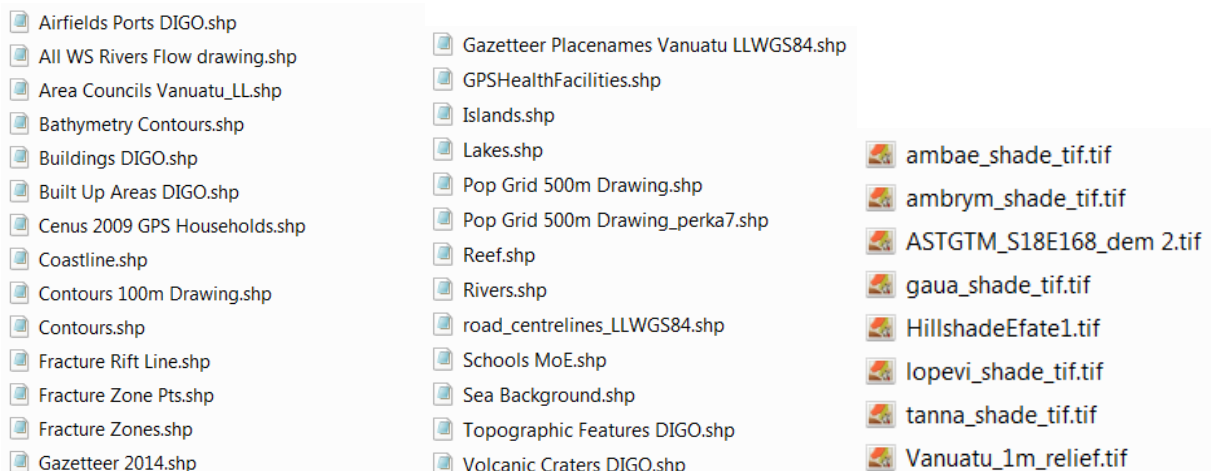 Airfields Ports DIGO.shp
All WS Rivers Flow drawing.shp
Area Councils Vanuatu_LL.shp
Bathymetry Contours.shp
Buildings DIGO.shp
Built Up Areas DIGO.shp
Cenus 2009 GPS Households.shp
Coastline.shp
Contours 100m Drawing.shp
Contours.shp
Fracture Rift Line.shp
Fracture Zone Pts.shp
Fracture Zones.shp
Gazetteer 2014.shp
Gazetteer Placenames Vanuatu LLWGS84.shp
GPSHealthFacilities.shp
Islands.shp
Lakes.shp
Pop Grid 500m Drawing.shp
Pop Grid 500m Drawing_perka7.shp
Reef.shp
Rivers.shp
road_centrelines_LLWGS84.shp
Schools MoE.shp
Sea Background.shp
Topographic Features DIGO.shp
Volcanic Craters DIGO.shp
ambae_shade_tif.tif
ambrym_shade_tif.tif
ASTGTM_S18E168_dem 2.tif
gaua_shade_tif.tif
HillshadeEfate1.tif
lopevi_shade_tif.tif
tanna_shade_tif.tif
Vanuatu_1m_relief.tif